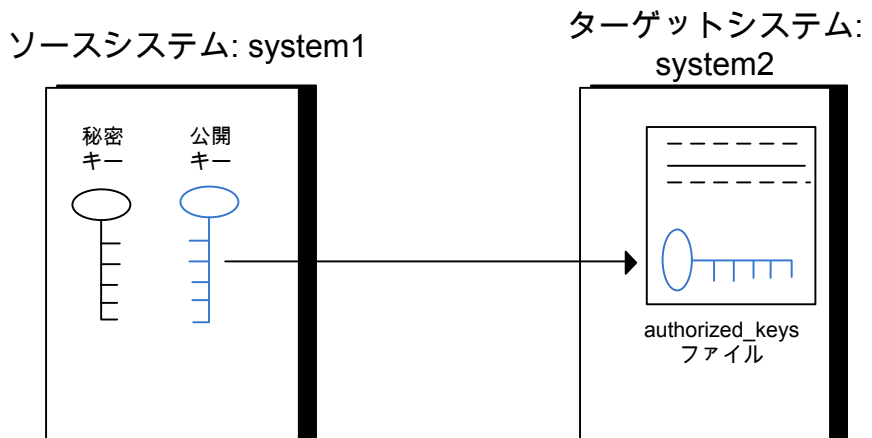 ソースシステム: system1
ターゲットシステム:
system2
秘密
キー
公開
キー
authorized_keys
ファイル